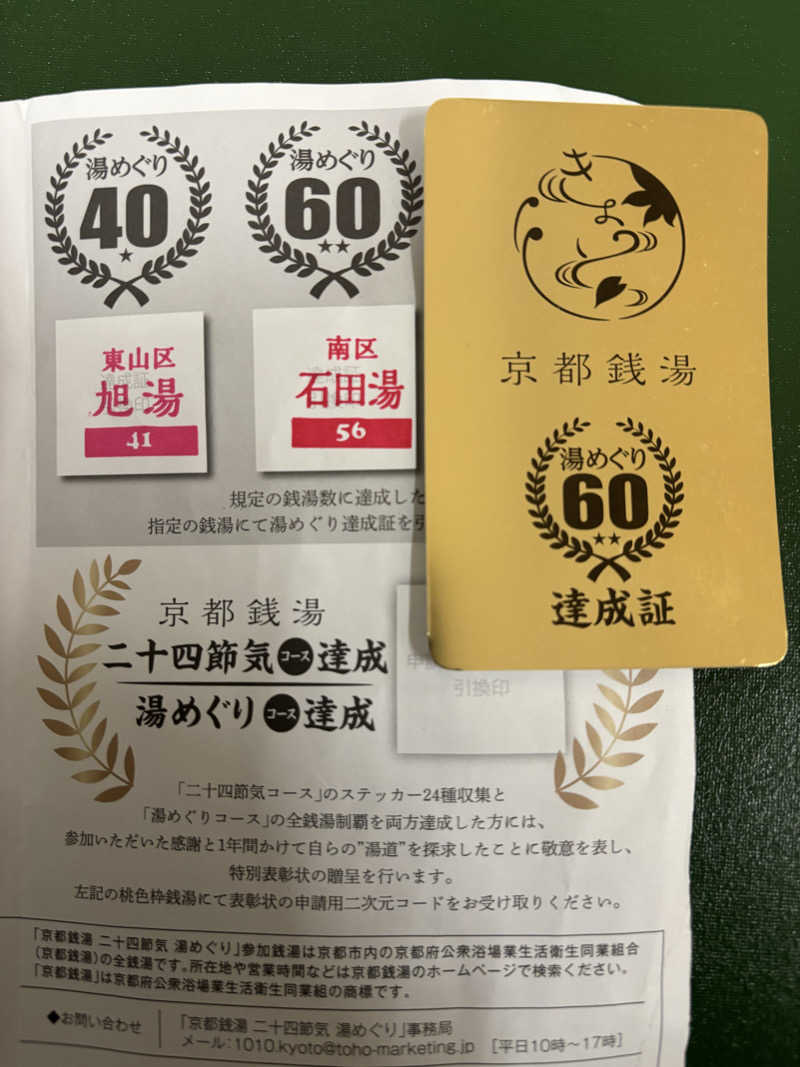 湯めぐり
40
湯めぐり
60
東山区
旭湯
41
南区
石田湯
56
規定の銭湯数に達成した
指定の銭湯にて湯めぐり達成証を引
きょうと
京都銭湯
湯めぐり
60
達成証
京都銭湯
二十四節気コース達成
湯めぐりコース達成
引換印
「二十四節気コース」のステッカー24種収集と
「湯めぐりコース」の全銭湯制覇を両方達成した方には、
参加いただいた感謝と1年間かけて自らの"湯道"を探求したことに敬意を表し、
特別表彰状の贈呈を行います。
左記の桃色枠銭湯にて表彰状の申請用二次元コードをお受け取りください。
「京都銭湯 二十四節気 湯めぐり」参加銭湯は京都市内の京都府公衆浴場業生活衛生同業組合
(京都銭湯)の全銭湯です。所在地や営業時間などは京都銭湯のホームページで検索ください。
「京都銭湯」は京都府公衆浴場業生活衛生同業組の商標です。
◆お問い合わせ
「京都銭湯 二十四節気 湯めぐり」事務局
メール:1010.kyoto@toho-marketing.jp [平日10時〜17時]